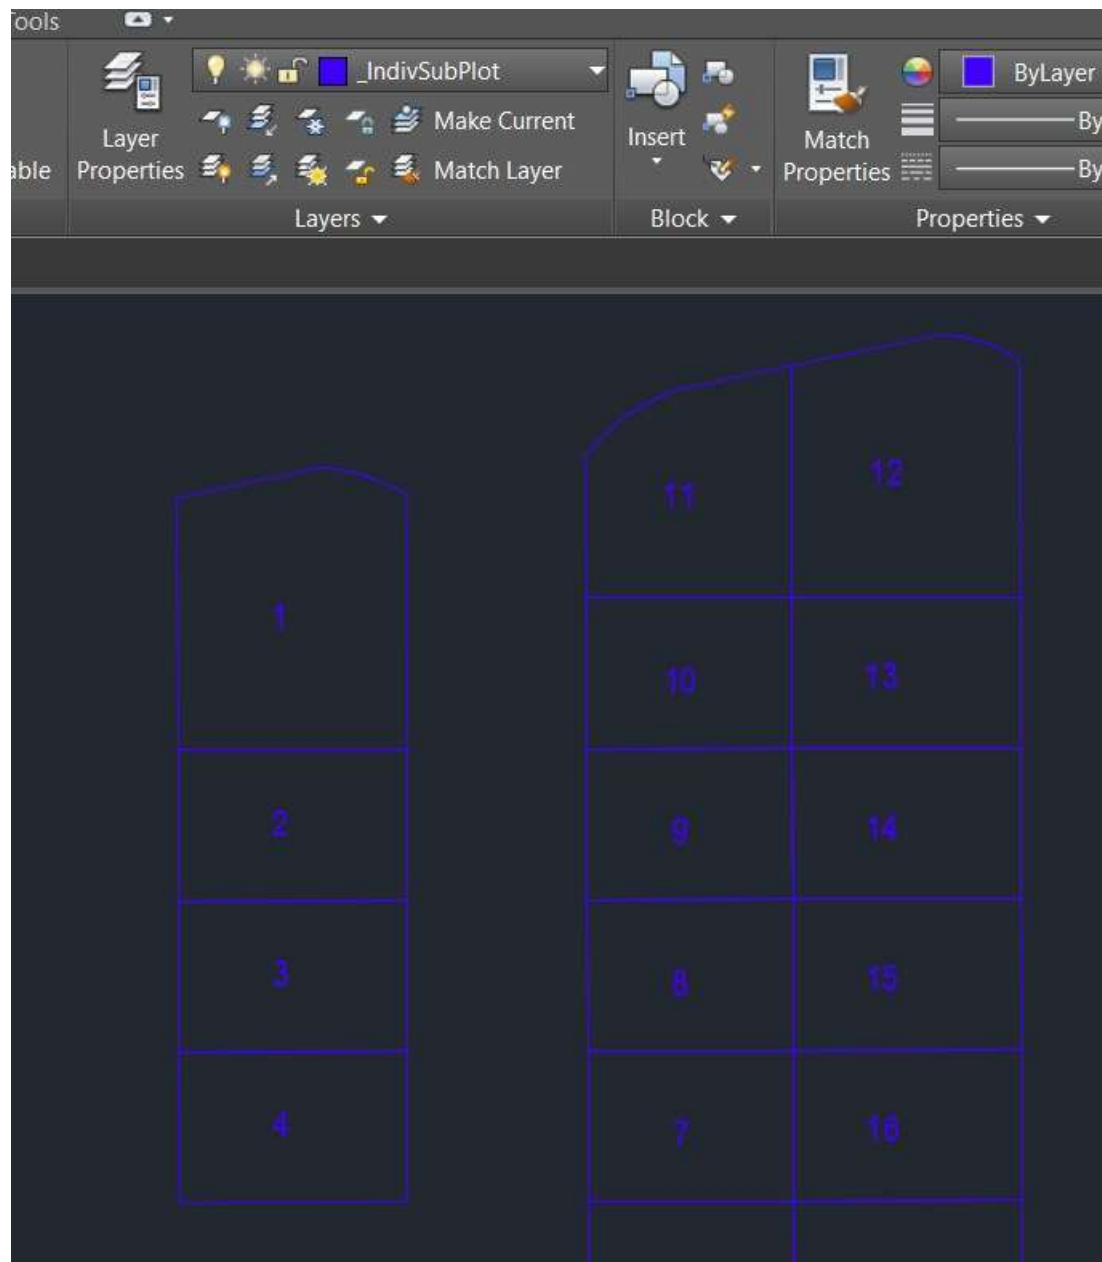 ools
_IndivSubPlot
ByLayer
Make Current
By
Layer
Insert
Match
able
Properties
Match Layer
Properties
By
Layers
Block
Properties
12
11
1
10
13
2
9
14
3
8
15
4
7
16